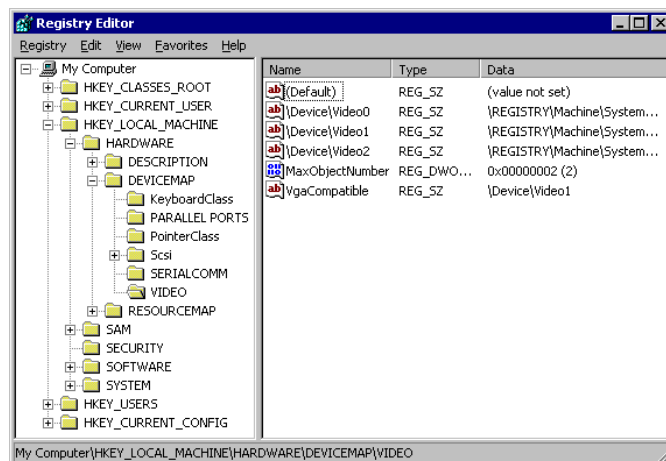 Registry Editor
Registry Edit View Favorites Help
My Computer
HKEY_CLASSES_ROOT
HKEY_CURRENT_USER
HKEY_LOCAL_MACHINE
HARDWARE
DESCRIPTION
DEVICEMAP
KeyboardClass
PARALLEL PORTS
PointerClass
Scsi
SERIALCOMM
VIDEO
RESOURCEMAP
SAM
SECURITY
SOFTWARE
SYSTEM
HKEY_USERS
HKEY_CURRENT_CONFIG
Name Type Data
(Default) REG_SZ (value not set)
\Device\Video0 REG_SZ \REGISTRY\Machine\System...
\Device\Video1 REG_SZ \REGISTRY\Machine\System...
\Device\Video2 REG_SZ \REGISTRY\Machine\System...
MaxObjectNumber REG_DWO... 0x00000002 (2)
VgaCompatible REG_SZ \Device\Video1
My Computer\HKEY_LOCAL_MACHINE\HARDWARE\DEVICEMAP\VIDEO